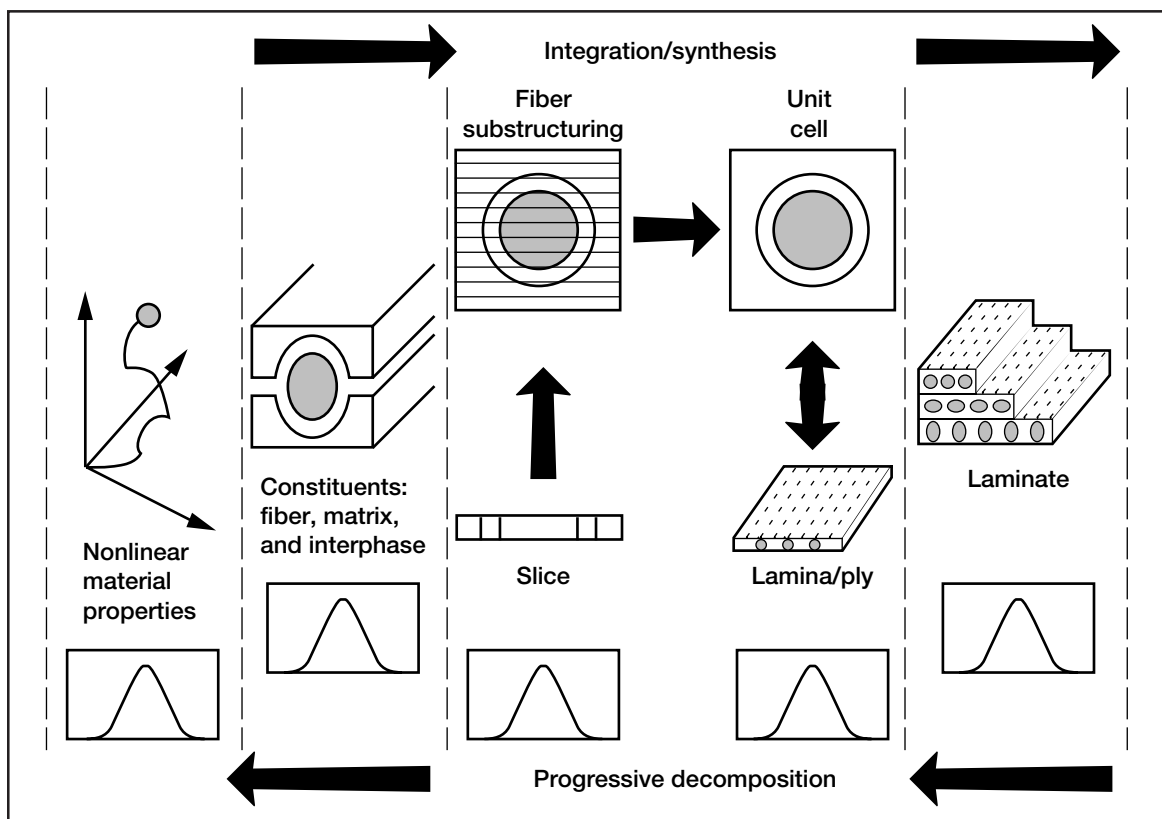 Integration/synthesis
Fiber
substructuring
Unit
cell
Constituents:
fiber, matrix,
and interphase
Laminate
Nonlinear
material
properties
Slice
Lamina/ply
Progressive decomposition